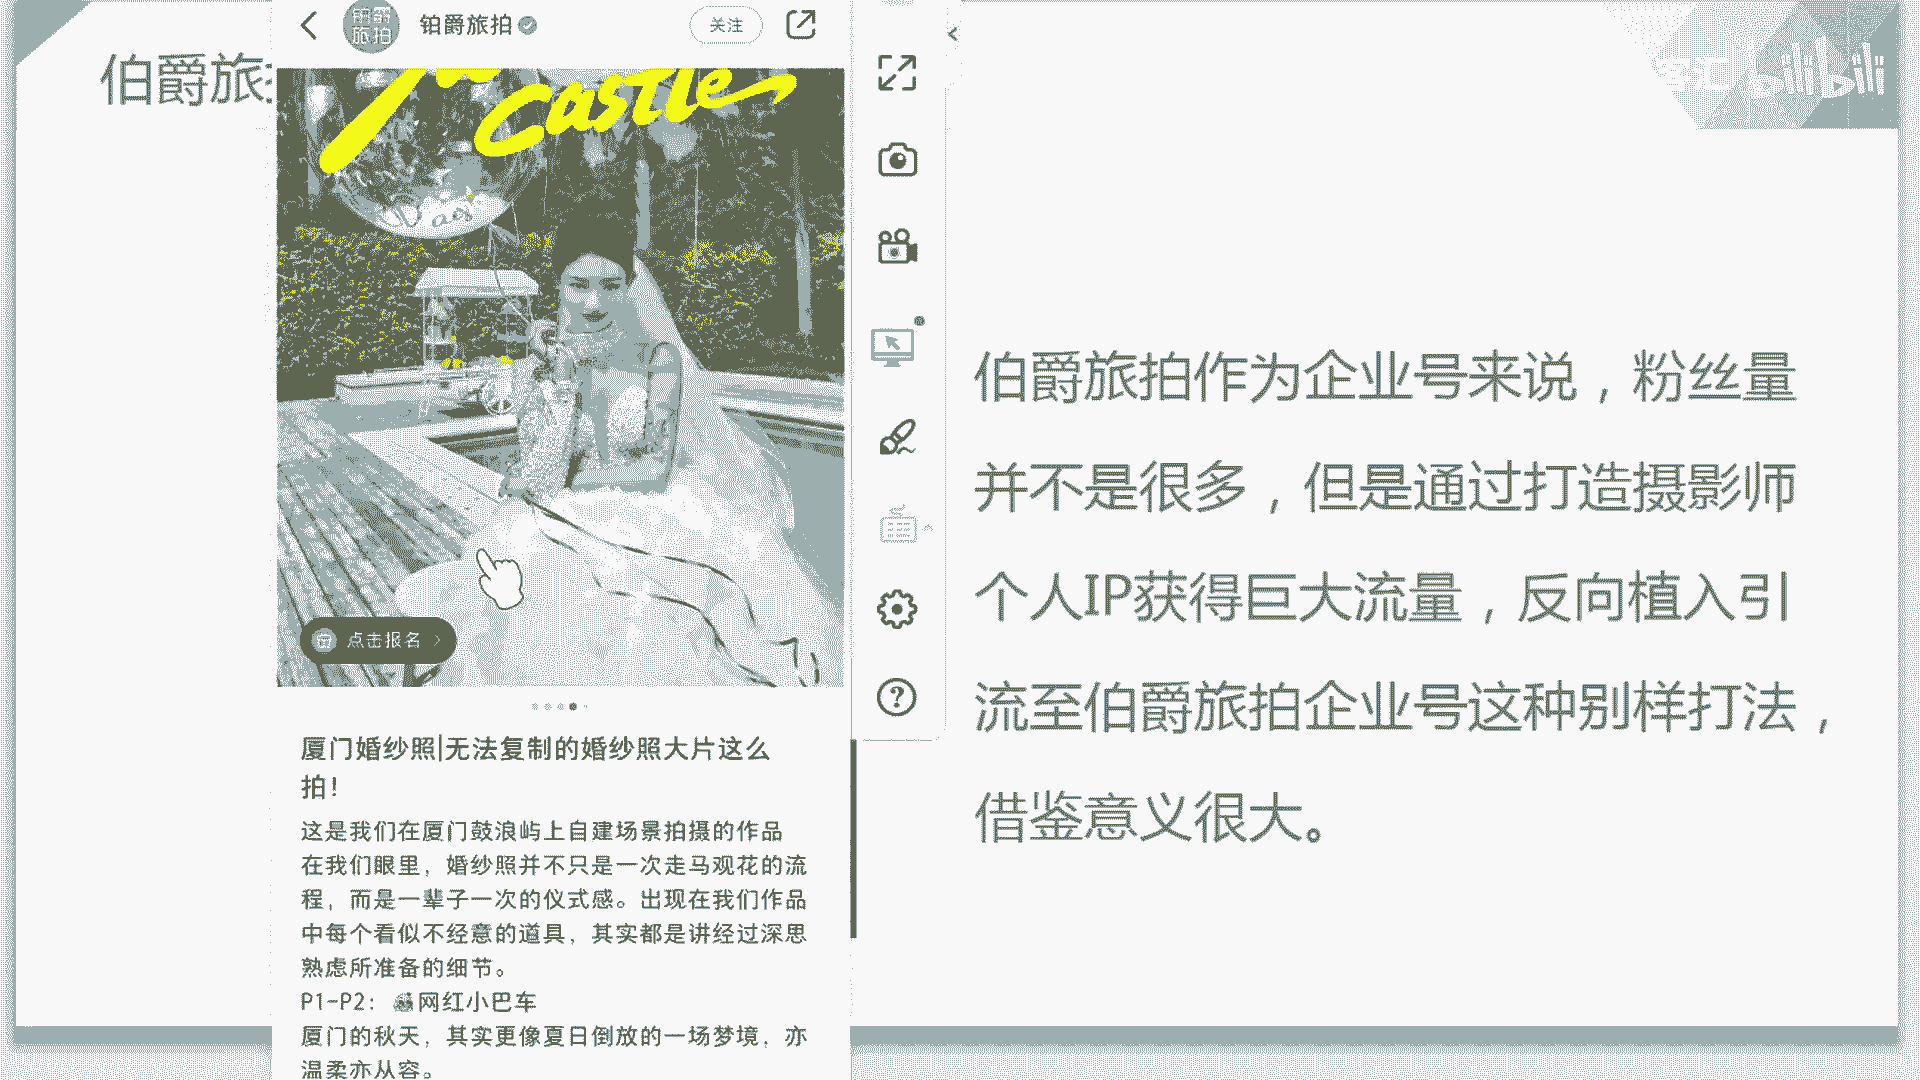 伯爵旅
铂爵旅拍
关注
铂爵
旅拍
Castle
Day
点击报名
厦门婚纱照|无法复制的婚纱照大片这么
拍！
这是我们在厦门鼓浪屿上自建场景拍摄的作品
在我们眼里，婚纱照并不只是一次走马观花的流
程，而是一辈子一次的仪式感。出现在我们作品
中每个看似不经意的道具，其实都是讲经过深思
熟虑所准备的细节。
P1-P2：网红小巴车
厦门的秋天，其实更像夏日倒放的一场梦境，亦
温柔亦从容。
bilibili
伯爵旅拍作为企业号来说，粉丝量
并不是很多，但是通过打造摄影师
个人IP获得巨大流量，反向植入引
流至伯爵旅拍企业号这种别样打法，
借鉴意义很大。